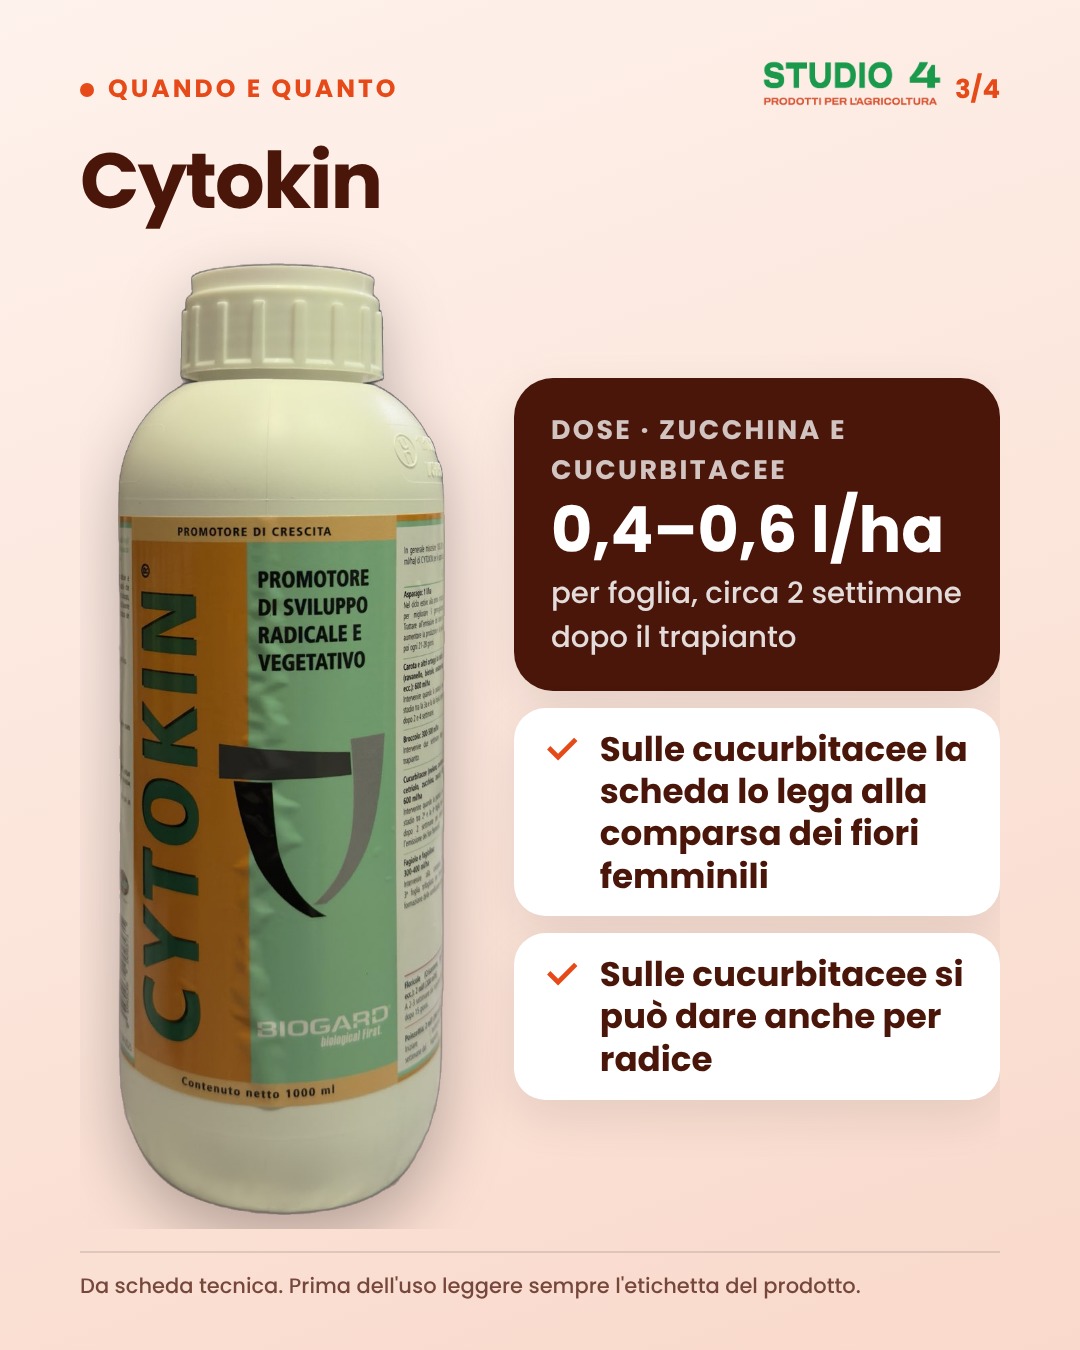 QUANDO E QUANTO
STUDIO 4
PRODOTTI PER L'AGRICOLTURA
3/4
Cytokin
PROMOTORE DI CRESCITA
CYTOKIN®
PROMOTORE
DI SVILUPPO
RADICALE E
VEGETATIVO
BIOGARD
biological First.
Contenuto netto 1000 ml
DOSE · ZUCCHINA E
CUCURBITACEE
0,4–0,6 l/ha
per foglia, circa 2 settimane
dopo il trapianto
Sulle cucurbitacee la
scheda lo lega alla
comparsa dei fiori
femminili
Sulle cucurbitacee si
può dare anche per
radice
Da scheda tecnica. Prima dell'uso leggere sempre l'etichetta del prodotto.